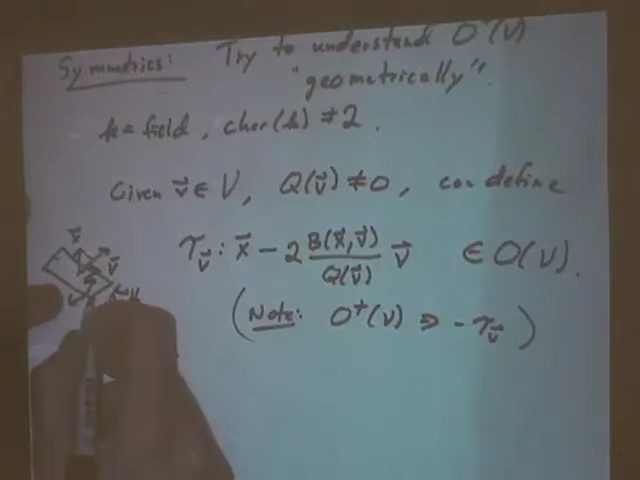 Symmetries: Try to understand O(V)
"geometrically".
k = field, char(k) ≠ 2.
Given v⃗ ∈ V, Q(v⃗) ≠ 0, can define
τ_v⃗ : x⃗ − 2 B(x⃗, v⃗)/Q(v⃗) v⃗ ∈ O(V).
(Note: O⁺(V) ∋ −τ_v⃗)
x⃗
v⃗